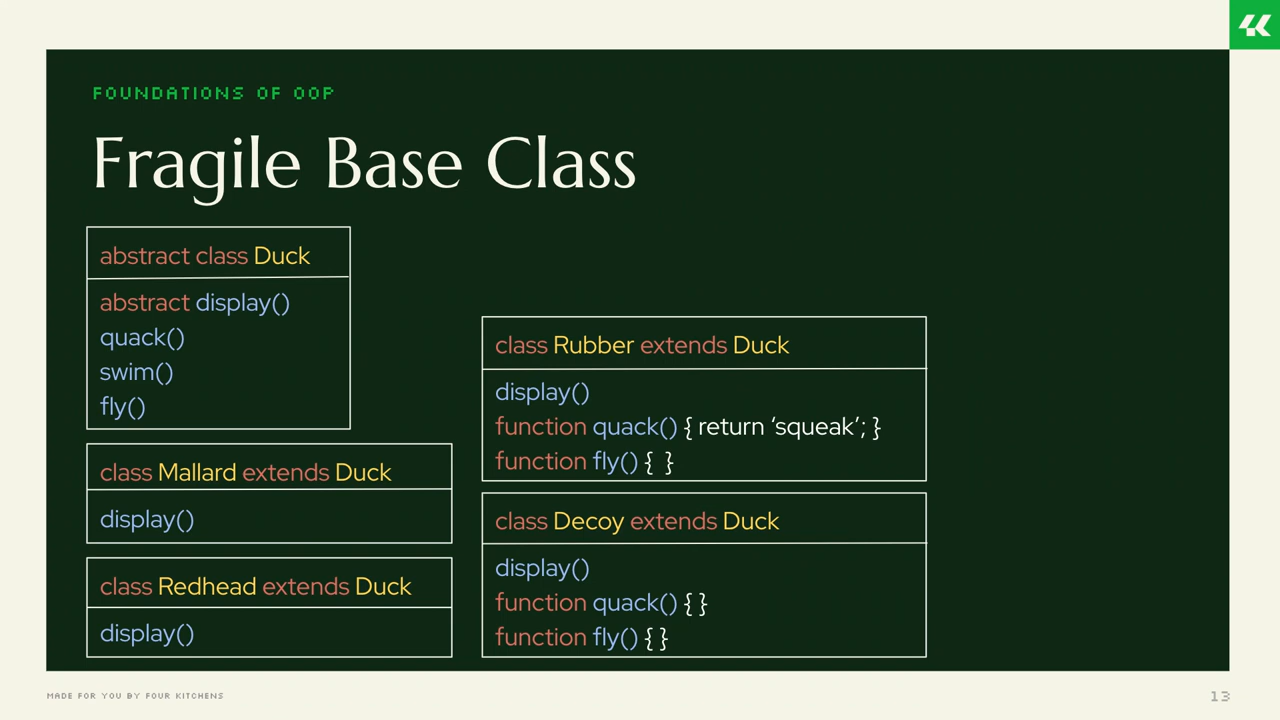 FOUNDATIONS OF OOP
Fragile Base Class
abstract class Duck
abstract display()
quack()
swim()
fly()
class Mallard extends Duck
display()
class Redhead extends Duck
display()
class Rubber extends Duck
display()
function quack() { return ‘squeak’; }
function fly() {  }
class Decoy extends Duck
display()
function quack() { }
function fly() { }
MADE FOR YOU BY FOUR KITCHENS
13